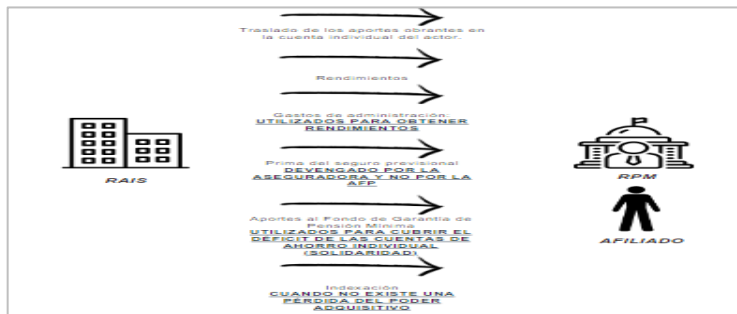 Traslado de los aportes obrantes en
la cuenta individual del actor.
Rendimientos
Gastos de administración:
UTILIZADOS PARA OBTENER
RENDIMIENTOS
RAIS
Prima del seguro previsional
DEVENGADO POR LA
ASEGURADORA Y NO POR LA
AFP
RPM
Aportes al Fondo de Garantía de
Pensión Mínima
UTILIZADOS PARA CUBRIR EL
DÉFICIT DE LAS CUENTAS DE
AHORRO INDIVIDUAL
(SOLIDARIDAD)
AFILIADO
Indexación
CUANDO NO EXISTE UNA
PÉRDIDA DEL PODER
ADQUISITIVO